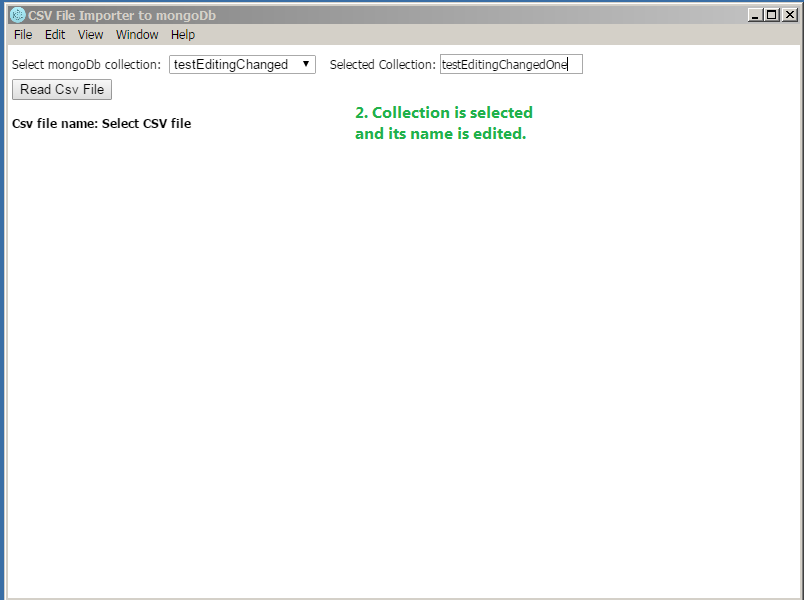 CSV File Importer to mongoDb
File Edit View Window Help
Select mongoDb collection: testEditingChanged Selected Collection: testEditingChangedOne
Read Csv File
2. Collection is selected
and its name is edited.
Csv file name: Select CSV file